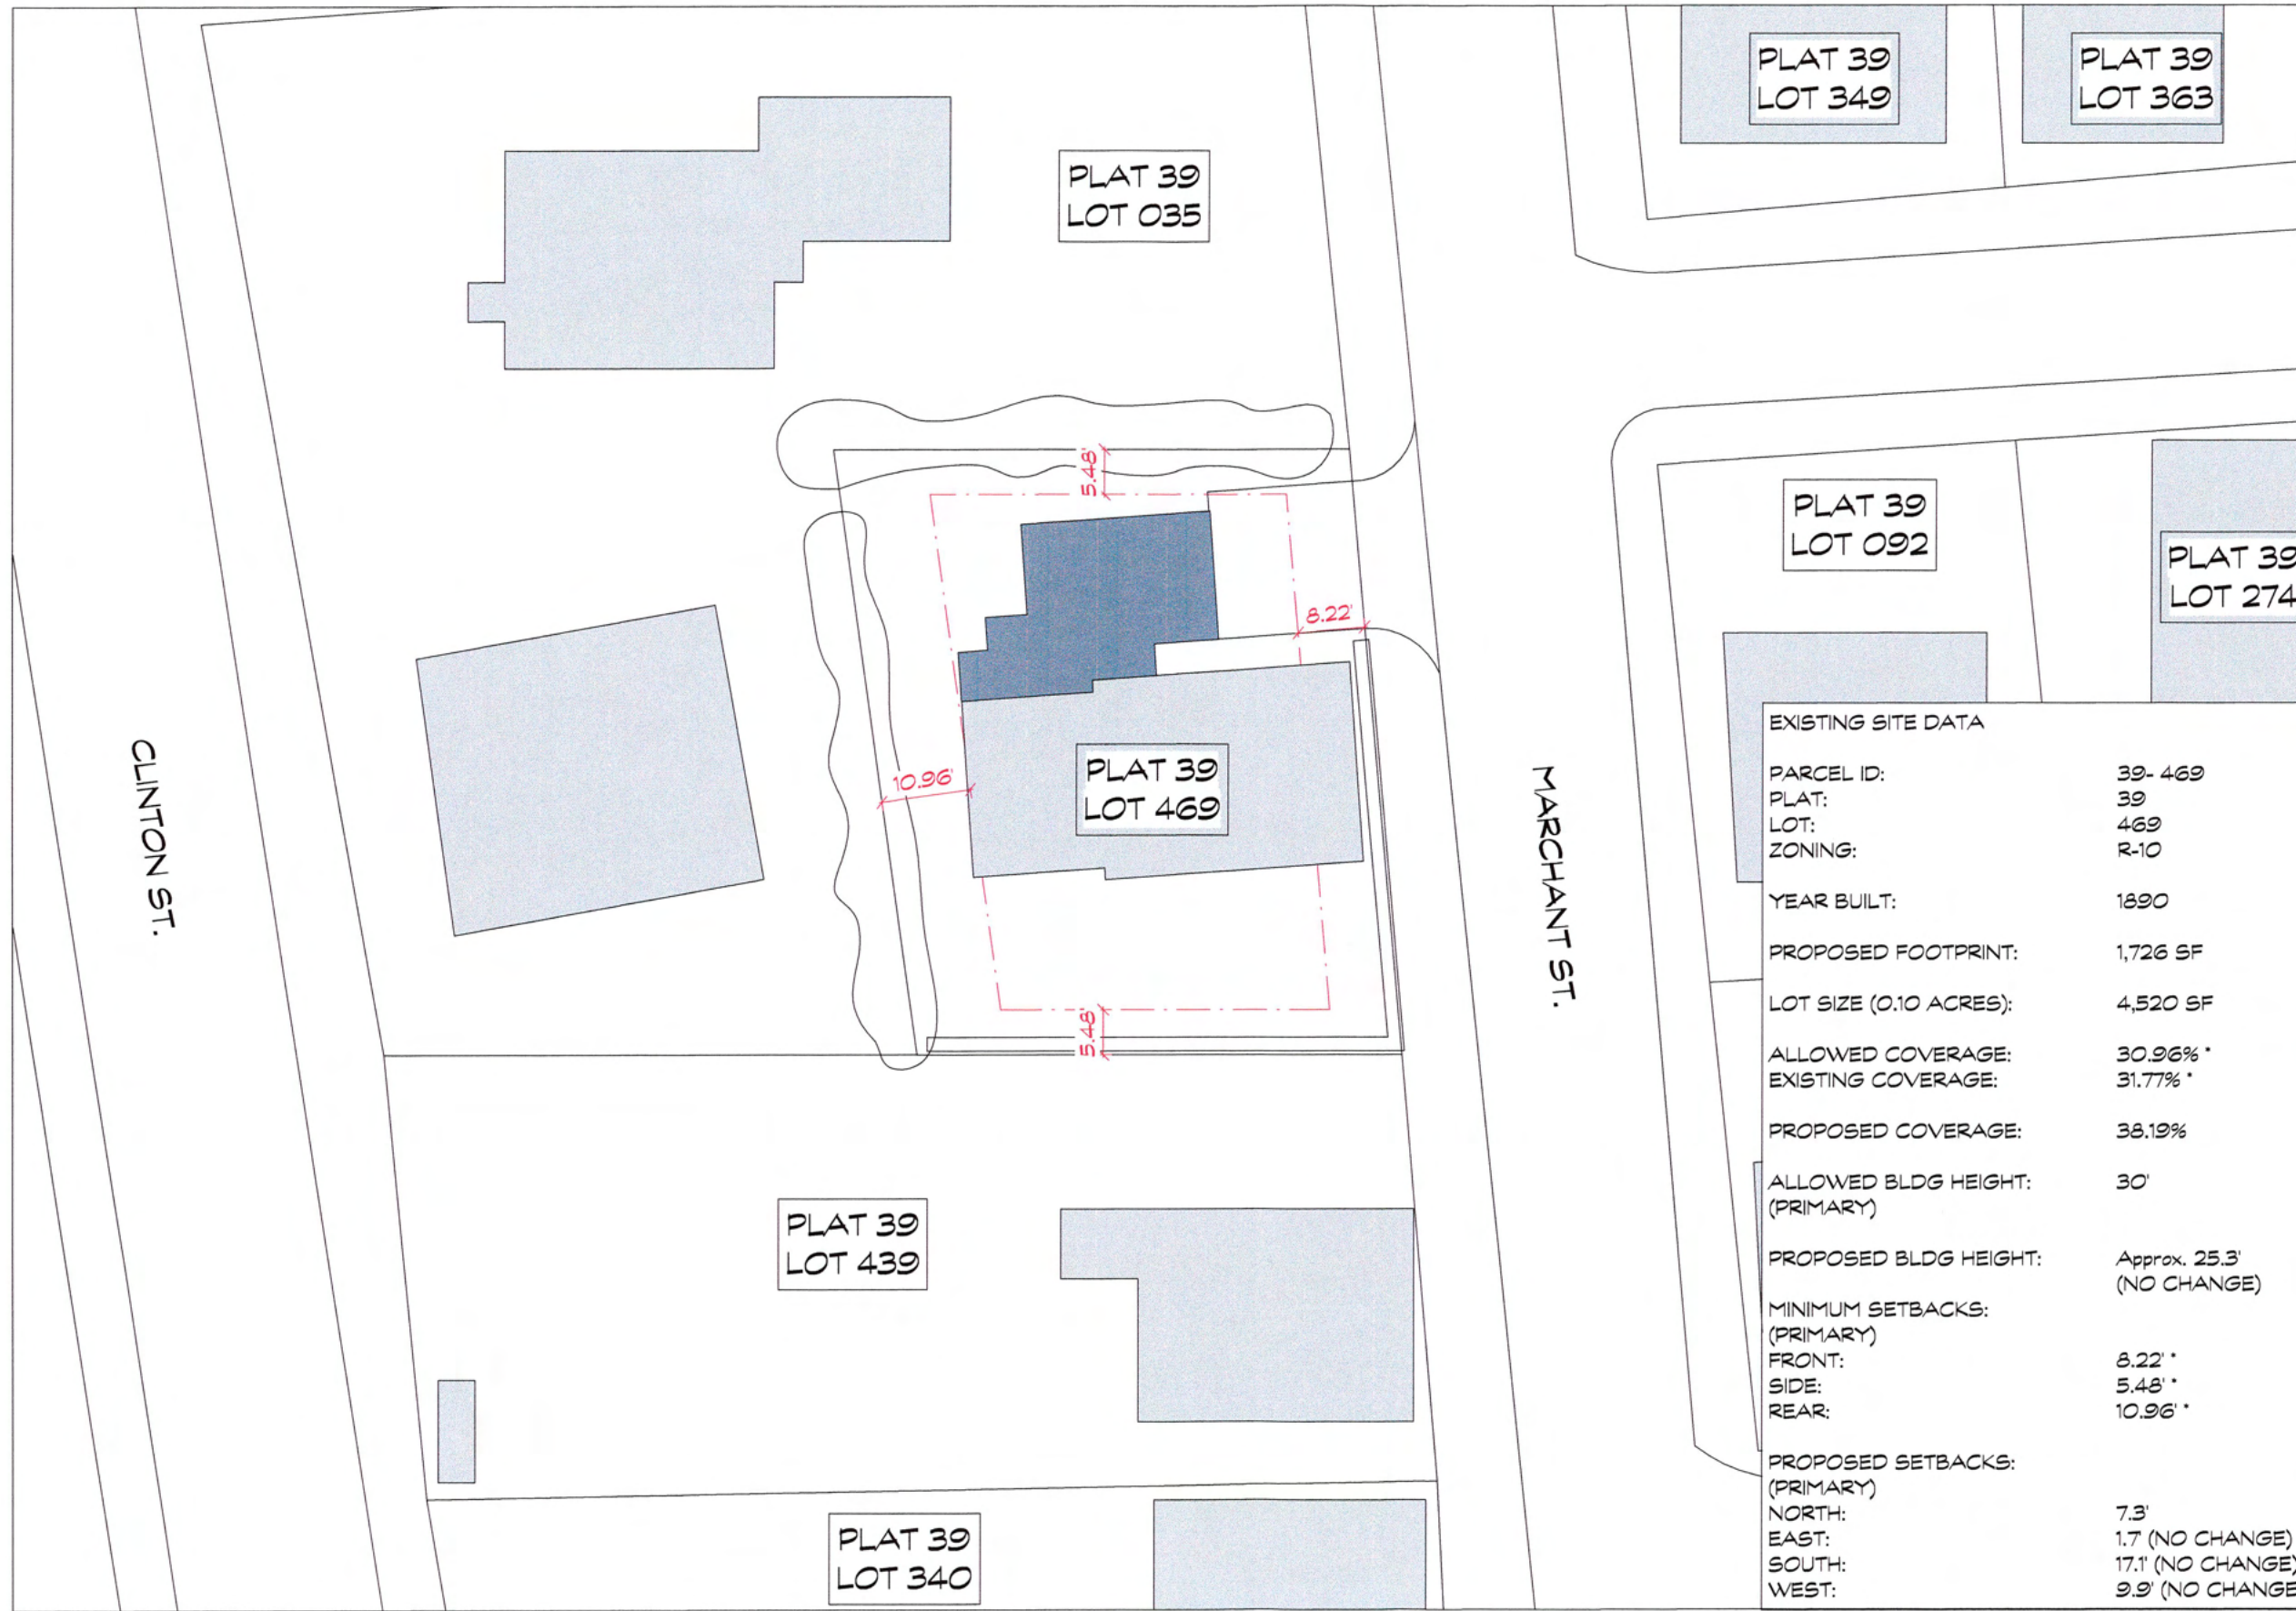 PLAT 39
LOT 349
PLAT 39
LOT 363
PLAT 39
LOT 035
5.48'
PLAT 39
LOT 092
PLAT 39
LOT 274
8.22'
10.96'
PLAT 39
LOT 469
CLINTON ST.
MARCHANT ST.
5.48'
PLAT 39
LOT 439
PLAT 39
LOT 340
EXISTING SITE DATA
PARCEL ID: 39- 469
PLAT: 39
LOT: 469
ZONING: R-10
YEAR BUILT: 1890
PROPOSED FOOTPRINT: 1,726 SF
LOT SIZE (0.10 ACRES): 4,520 SF
ALLOWED COVERAGE: 30.96% *
EXISTING COVERAGE: 31.77% *
PROPOSED COVERAGE: 38.19%
ALLOWED BLDG HEIGHT: 30'
(PRIMARY)
PROPOSED BLDG HEIGHT: Approx. 25.3'
(NO CHANGE)
MINIMUM SETBACKS:
(PRIMARY)
FRONT: 8.22' *
SIDE: 5.48' *
REAR: 10.96' *
PROPOSED SETBACKS:
(PRIMARY)
NORTH: 7.3'
EAST: 1.7' (NO CHANGE)
SOUTH: 17.1' (NO CHANGE)
WEST: 9.9' (NO CHANGE